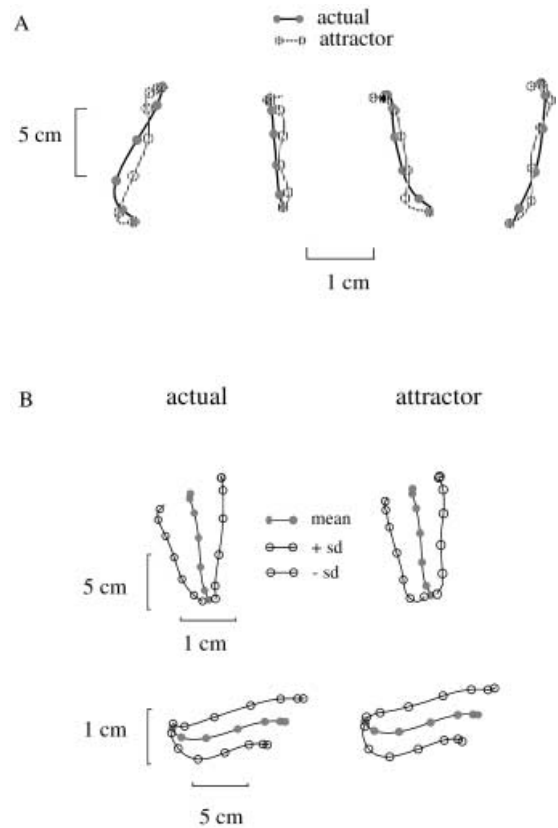 A
actual
attractor
5 cm
1 cm
B
actual attractor
mean
+ sd
- sd
5 cm
1 cm
1 cm
5 cm